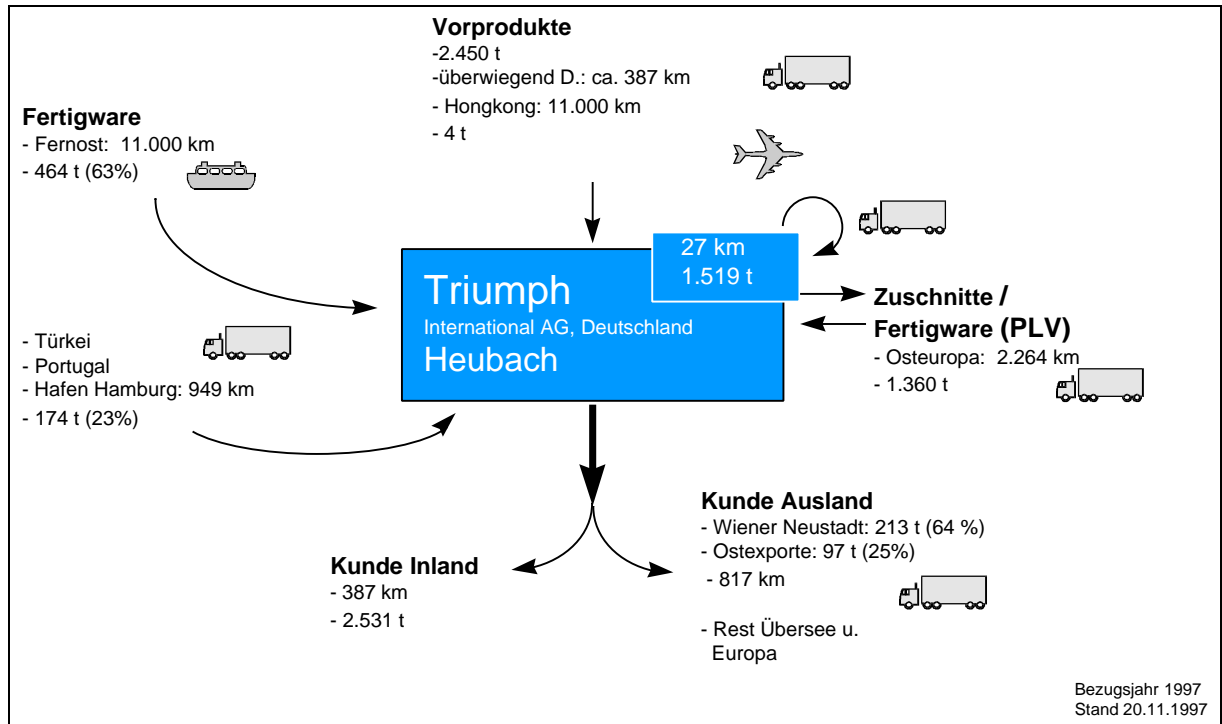 Vorprodukte
-2.450 t
-überwiegend D.: ca. 387 km
- Hongkong: 11.000 km
- 4 t
Fertigware
- Fernost: 11.000 km
- 464 t (63%)
- Türkei
- Portugal
- Hafen Hamburg: 949 km
- 174 t (23%)
27 km
1.519 t
Triumph
International AG, Deutschland
Heubach
Zuschnitte /
Fertigware (PLV)
- Osteuropa: 2.264 km
- 1.360 t
Kunde Inland
- 387 km
- 2.531 t
Kunde Ausland
- Wiener Neustadt: 213 t (64 %)
- Ostexporte: 97 t (25%)
- 817 km
- Rest Übersee u.
Europa
Bezugsjahr 1997
Stand 20.11.1997